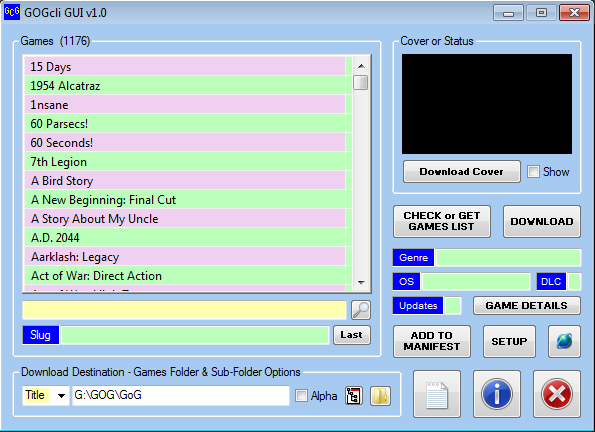 GOGcli GUI v1.0
Games (1176)
15 Days
1954 Alcatraz
1nsane
60 Parsecs!
60 Seconds!
7th Legion
A Bird Story
A New Beginning: Final Cut
A Story About My Uncle
A.D. 2044
Aarklash: Legacy
Act of War: Direct Action
Slug
Last
Cover or Status
Download Cover
Show
CHECK or GET
GAMES LIST
DOWNLOAD
Genre
OS
DLC
Updates
GAME DETAILS
ADD TO
MANIFEST
SETUP
Download Destination - Games Folder & Sub-Folder Options
Title
G:\GOG\GoG
Alpha